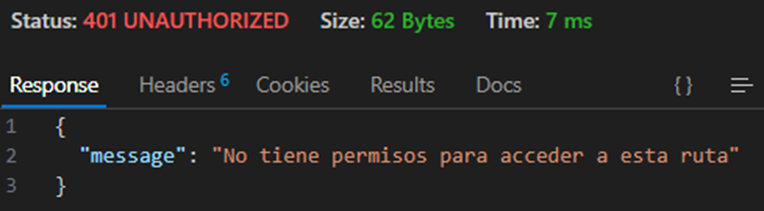 Status: 401 UNAUTHORIZED Size: 62 Bytes Time: 7 ms
Response Headers 6 Cookies Results Docs {}
1 {
2 "message": "No tiene permisos para acceder a esta ruta"
3 }